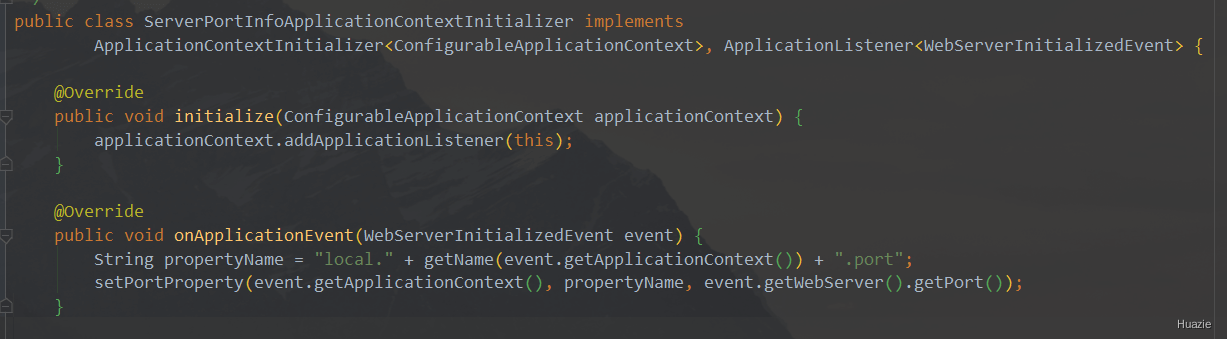 public class ServerPortInfoApplicationContextInitializer implements
        ApplicationContextInitializer<ConfigurableApplicationContext>, ApplicationListener<WebServerInitializedEvent> {
    @Override
    public void initialize(ConfigurableApplicationContext applicationContext) {
        applicationContext.addApplicationListener(this);
    }
    @Override
    public void onApplicationEvent(WebServerInitializedEvent event) {
        String propertyName = "local." + getName(event.getApplicationContext()) + ".port";
        setPortProperty(event.getApplicationContext(), propertyName, event.getWebServer().getPort());
    }
Huazie